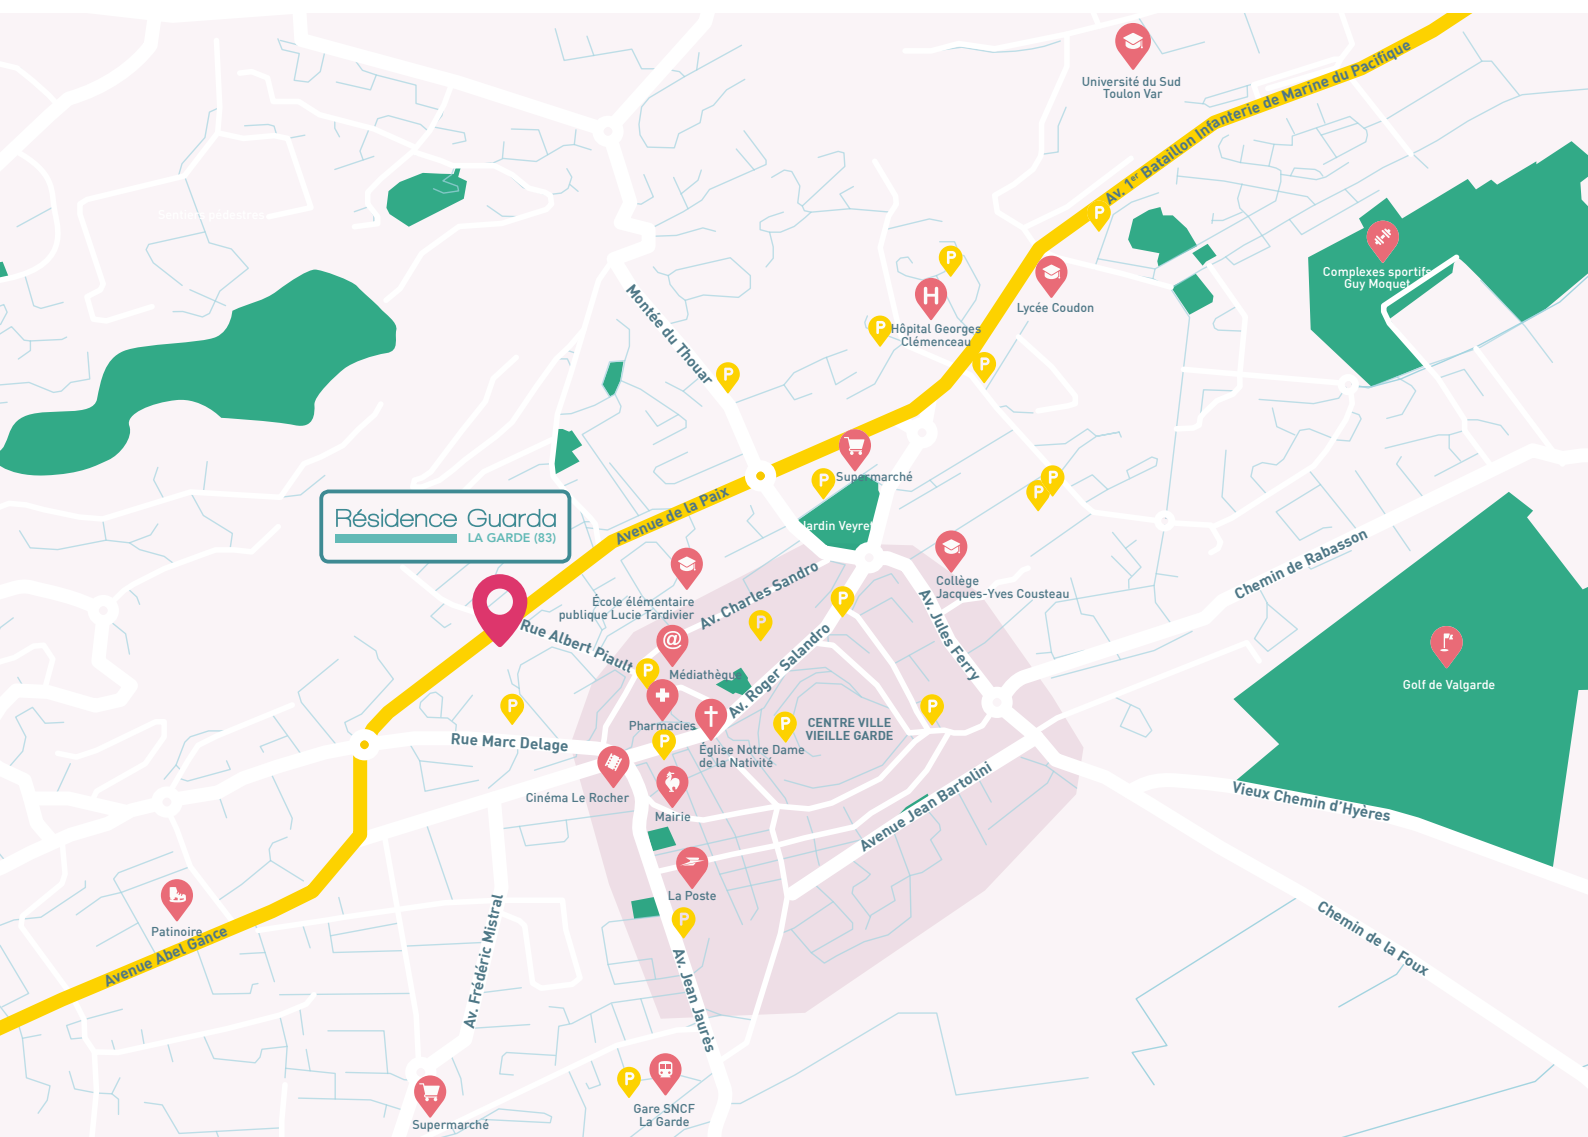 Université du Sud
Toulon Var
Av. 1er Bataillon Infanterie de Marine du Pacifique
Sentiers pédestres
P
P
Complexes sportifs
Guy Moquet
Lycée Coudon
H
P
Hôpital Georges
Clémenceau
Montée du Thouar
P
P
Supermarché
P
P
P
Résidence Guarda
LA GARDE (83)
Avenue de la Paix
Jardin Veyret
Chemin de Rabasson
Collège
Jacques-Yves Cousteau
École élémentaire
publique Lucie Tardivier
Av. Charles Sandro
P
Av. Jules Ferry
P
Rue Albert Piault
@
Médiathèque
P
Av. Roger Salandro
Golf de Valgarde
Pharmacies
P
P
P
CENTRE VILLE
VIEILLE GARDE
Rue Marc Delage
P
Église Notre Dame
de la Nativité
Cinéma Le Rocher
Mairie
Avenue Jean Bartolini
Vieux Chemin d'Hyères
La Poste
P
Patinoire
Avenue Abel Gance
Av. Frédéric Mistral
Av. Jean Jaurès
Chemin de la Foux
P
Gare SNCF
La Garde
Supermarché